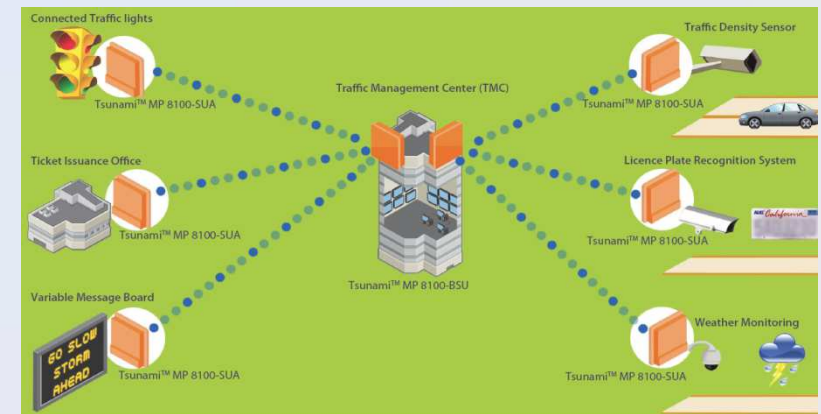 Connected Traffic lights
Tsunami™ MP 8100-SUA
Ticket Issuance Office
Tsunami™ MP 8100-SUA
Variable Message Board
GO SLOW
STORM
AHEAD
Tsunami™ MP 8100-SUA
Traffic Management Center (TMC)
Tsunami™ MP 8100-BSU
Traffic Density Sensor
Tsunami™ MP 8100-SUA
Licence Plate Recognition System
California
Tsunami™ MP 8100-SUA
Weather Monitoring
Tsunami™ MP 8100-SUA